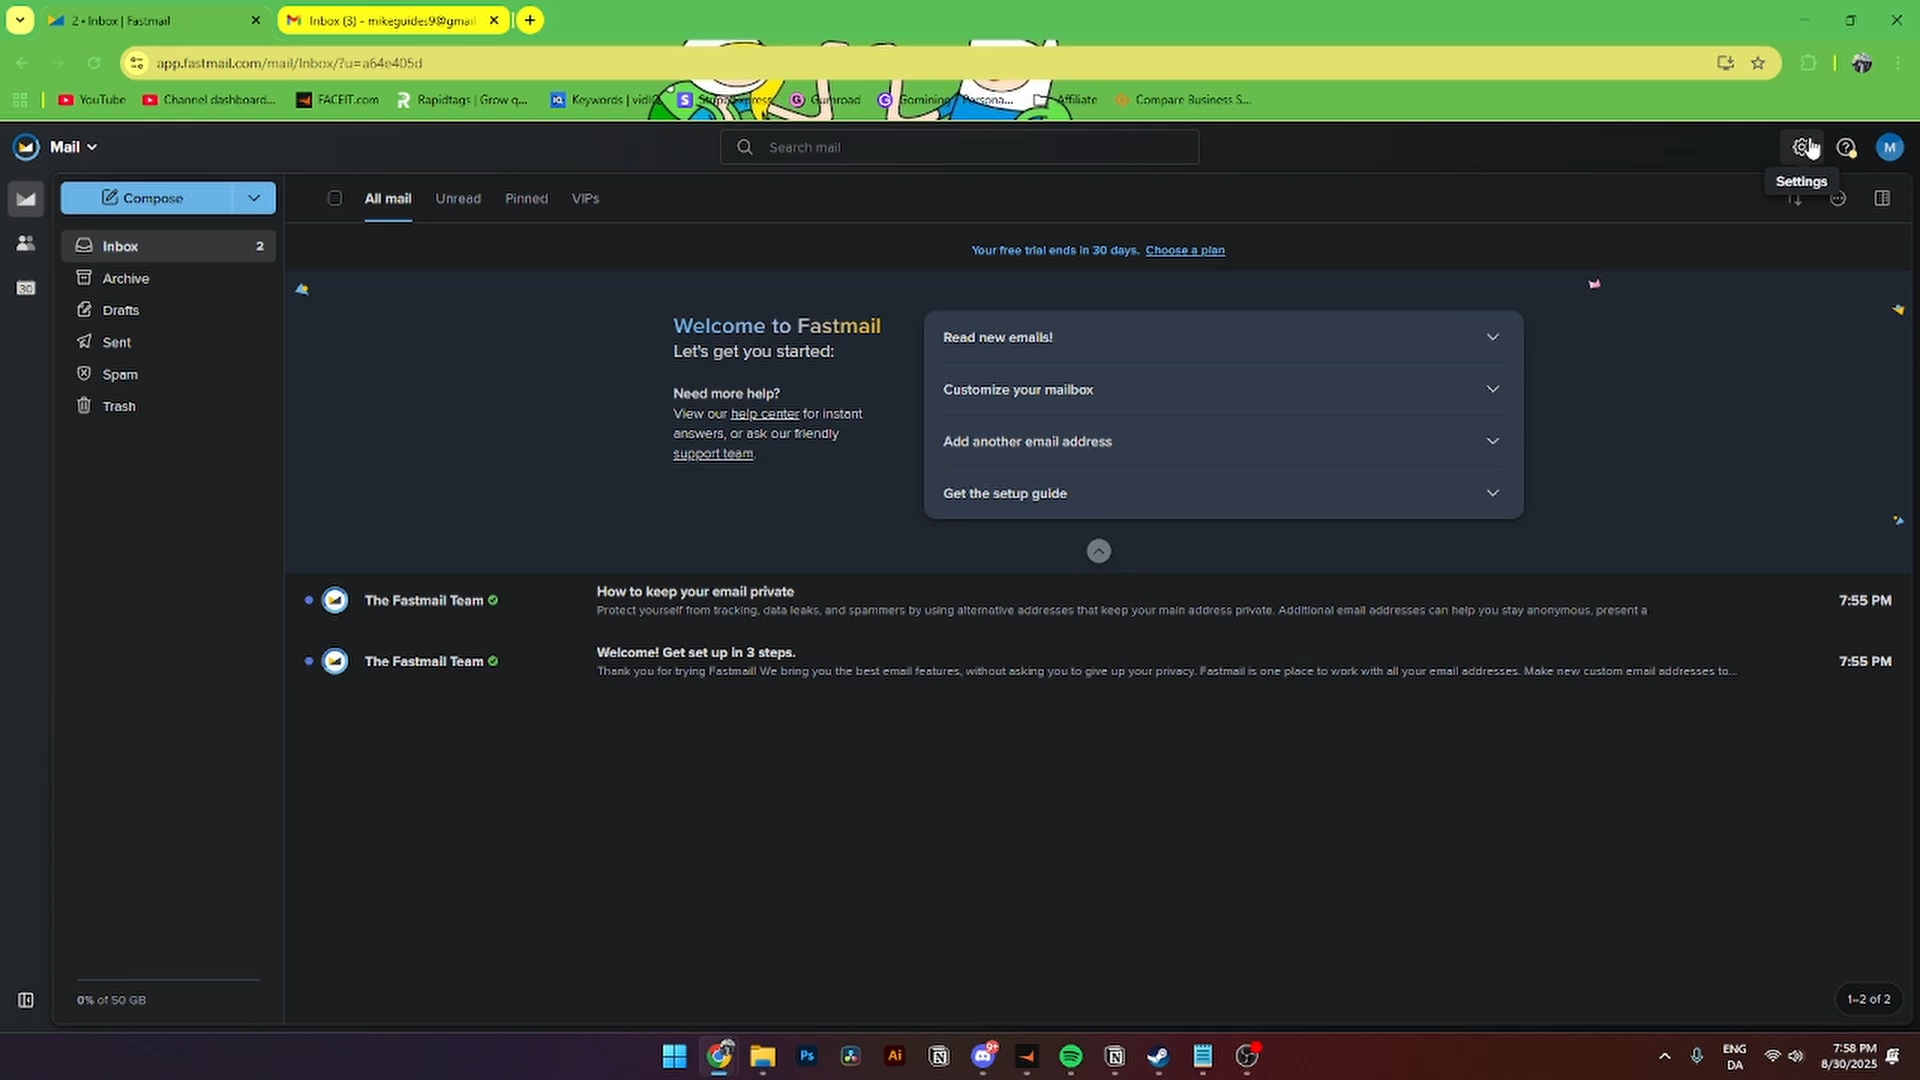 2 • Inbox | Fastmail
Inbox (3) - mikeguides9@gmail
app.fastmail.com/mail/Inbox/?u=a64e405d
YouTube
Channel dashboard...
FACEIT.com
Rapidtags | Grow q...
Keywords | vidIQ
Gumroad
Gomining | Persona...
Affiliate
Compare Business S...
Mail
Search mail
M
Settings
Compose
All mail
Unread
Pinned
VIPs
Inbox 2
Archive
30
Drafts
Sent
Spam
Trash
Your free trial ends in 30 days. Choose a plan
Welcome to Fastmail
Let's get you started:
Need more help?
View our help center for instant
answers, or ask our friendly
support team.
Read new emails!
Customize your mailbox
Add another email address
Get the setup guide
The Fastmail Team
How to keep your email private
Protect yourself from tracking, data leaks, and spammers by using alternative addresses that keep your main address private. Additional email addresses can help you stay anonymous, present a
7:55 PM
The Fastmail Team
Welcome! Get set up in 3 steps.
Thank you for trying Fastmail! We bring you the best email features, without asking you to give up your privacy. Fastmail is one place to work with all your email addresses. Make new custom email addresses to...
7:55 PM
0% of 50 GB
1–2 of 2
Ps
Ai
9+
ENG
DA
7:58 PM
8/30/2025